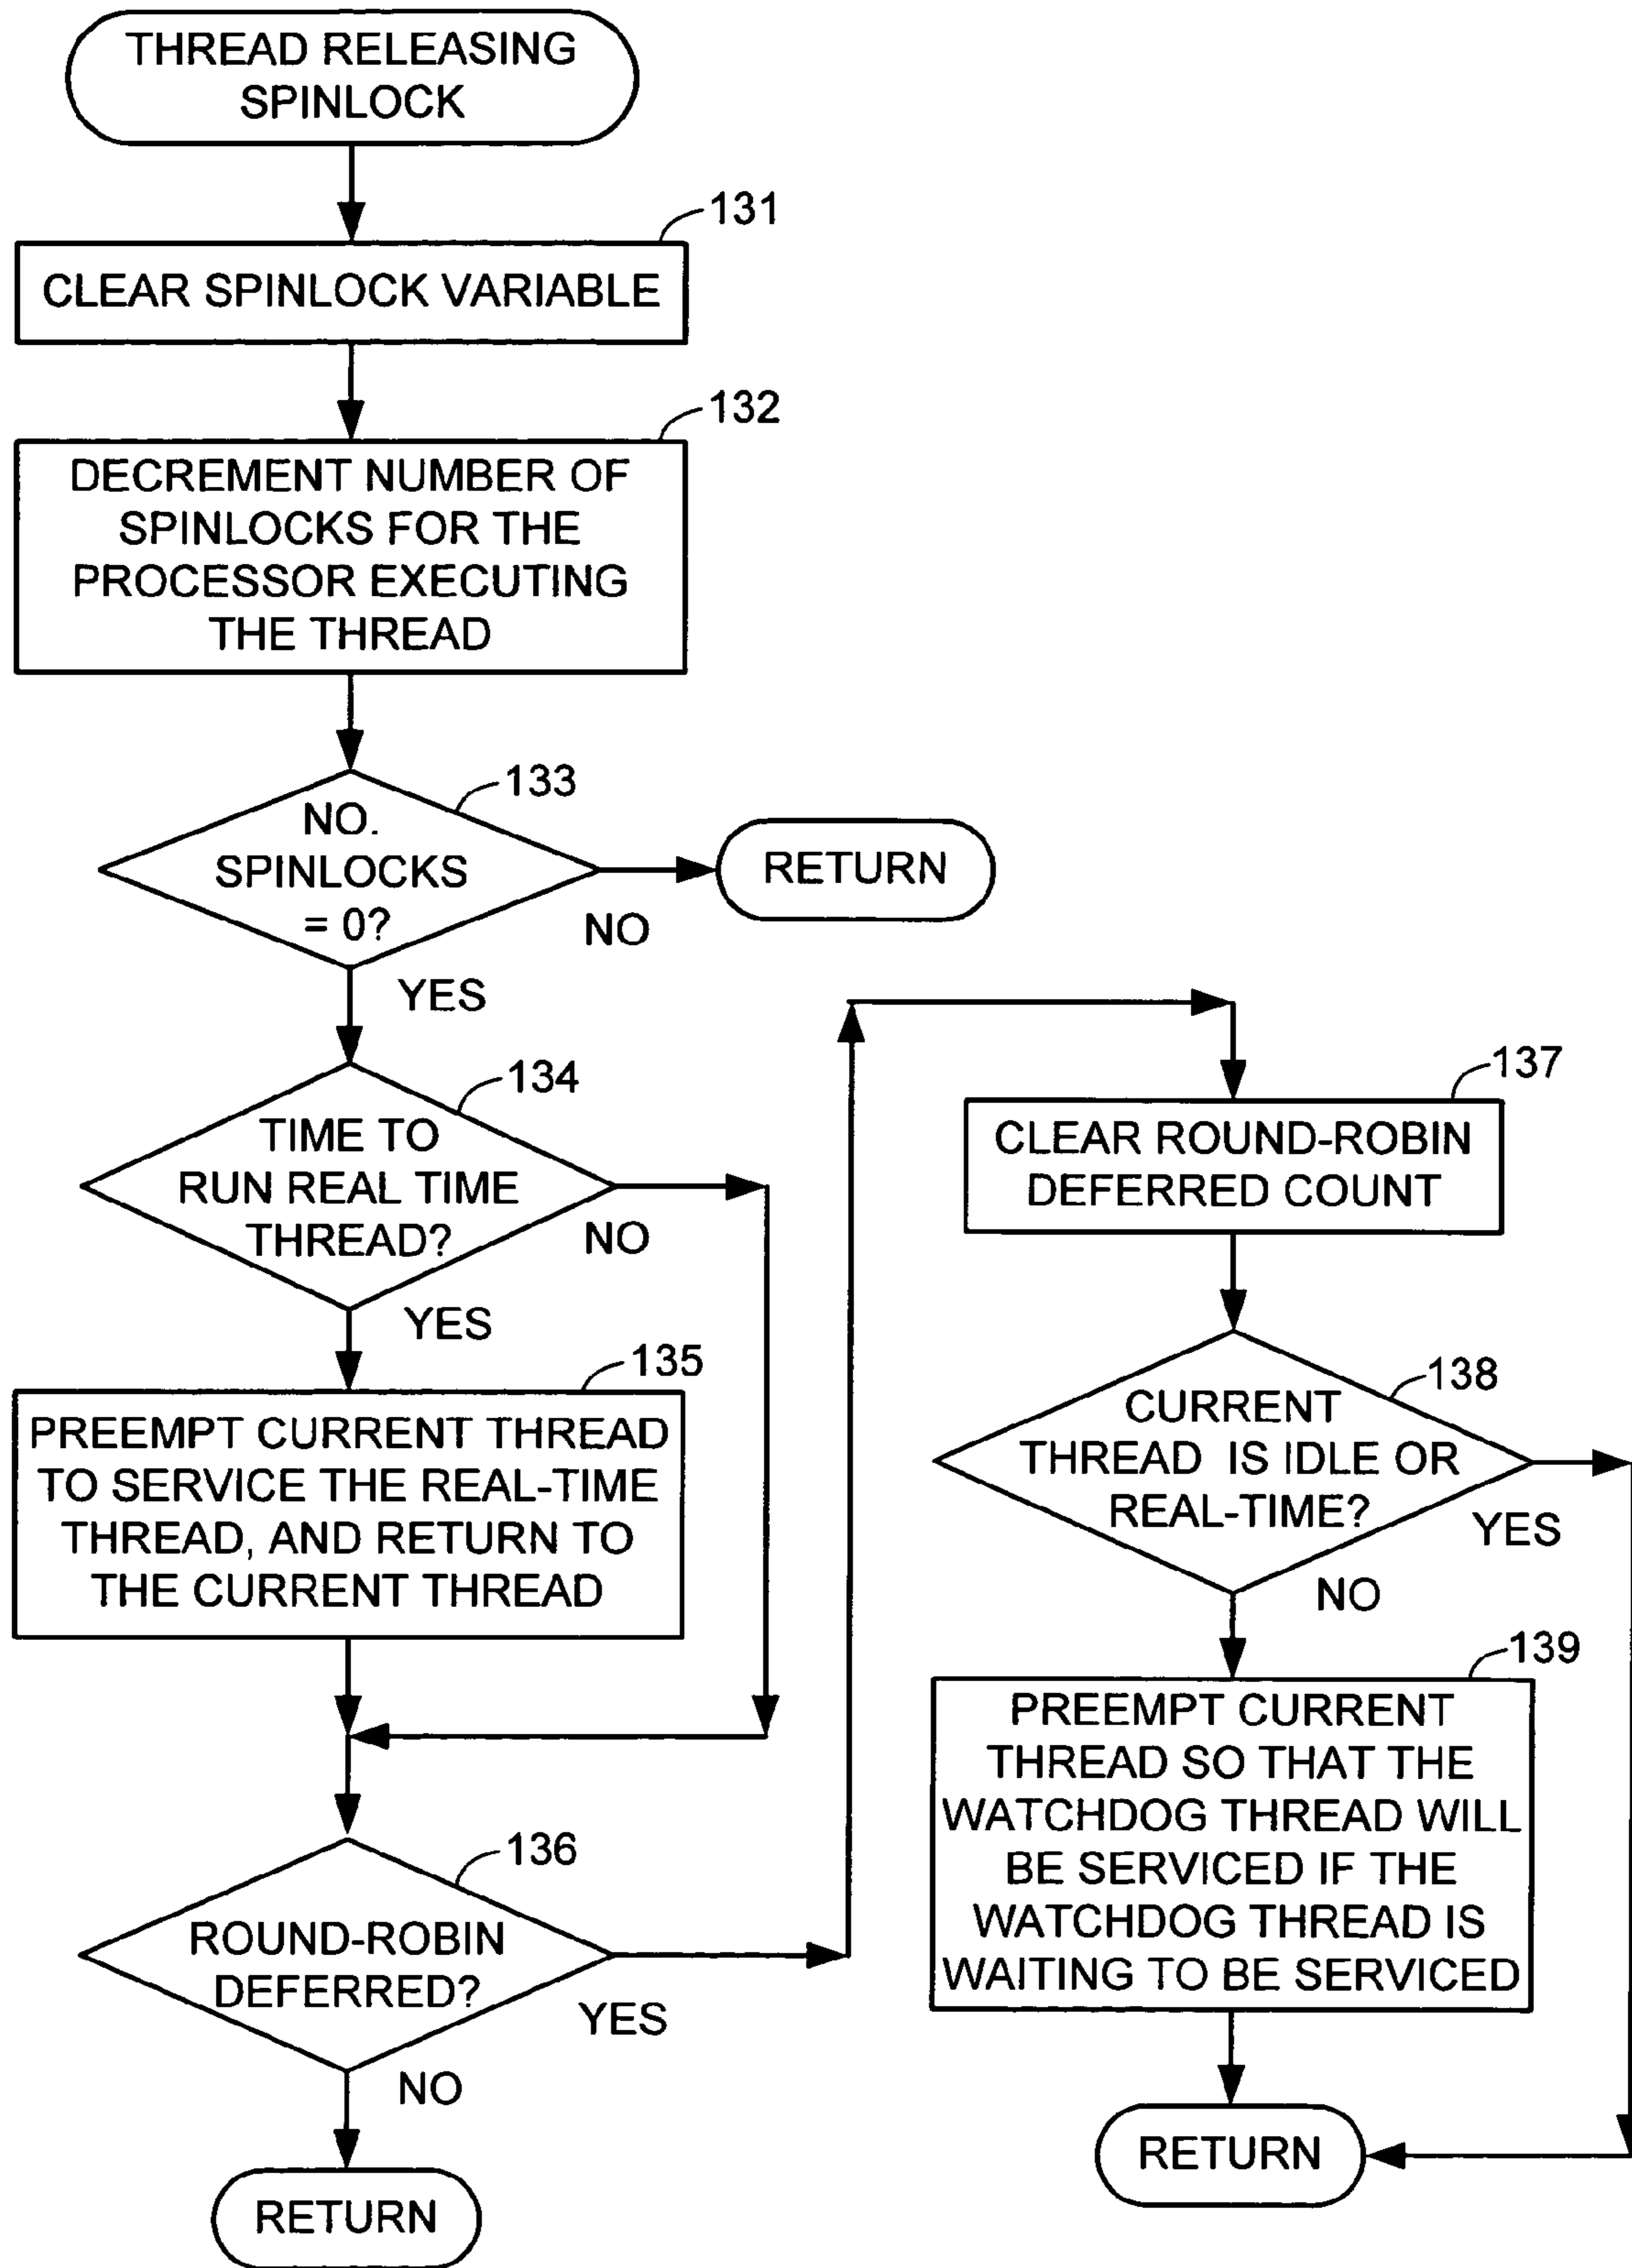 THREAD RELEASING
SPINLOCK
131
CLEAR SPINLOCK VARIABLE
132
DECREMENT NUMBER OF
SPINLOCKS FOR THE
PROCESSOR EXECUTING
THE THREAD
133
NO.
SPINLOCKS
= 0?
NO
RETURN
YES
134
TIME TO
RUN REAL TIME
THREAD?
NO
YES
135
PREEMPT CURRENT THREAD
TO SERVICE THE REAL-TIME
THREAD, AND RETURN TO
THE CURRENT THREAD
136
ROUND-ROBIN
DEFERRED?
YES
NO
RETURN
137
CLEAR ROUND-ROBIN
DEFERRED COUNT
138
CURRENT
THREAD IS IDLE OR
REAL-TIME?
YES
NO
139
PREEMPT CURRENT
THREAD SO THAT THE
WATCHDOG THREAD WILL
BE SERVICED IF THE
WATCHDOG THREAD IS
WAITING TO BE SERVICED
RETURN